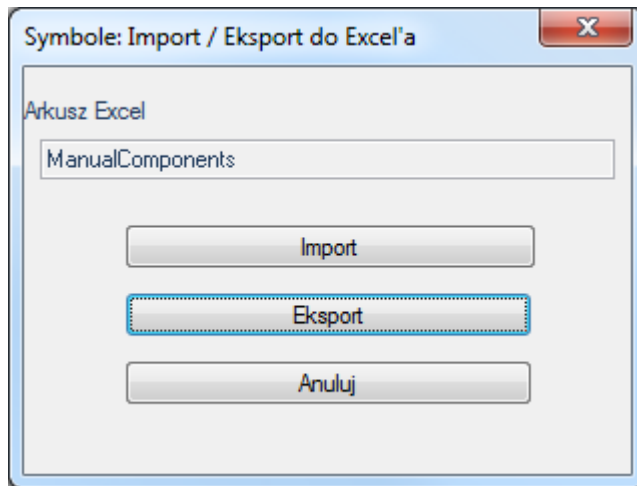 Symbole: Import / Eksport do Excel'a
Arkusz Excel
ManualComponents
Import
Eksport
Anuluj